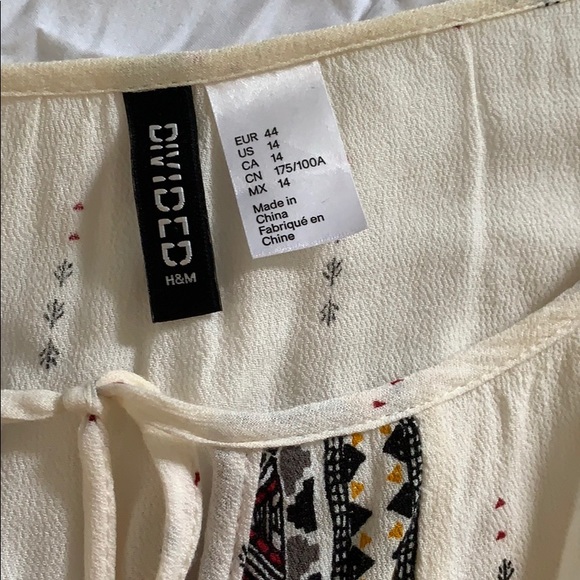 DIVIDED
H&M
EUR 44
US 14
CA 14
CN 175/100A
MX 14
Made in
China
Fabriqué en
Chine